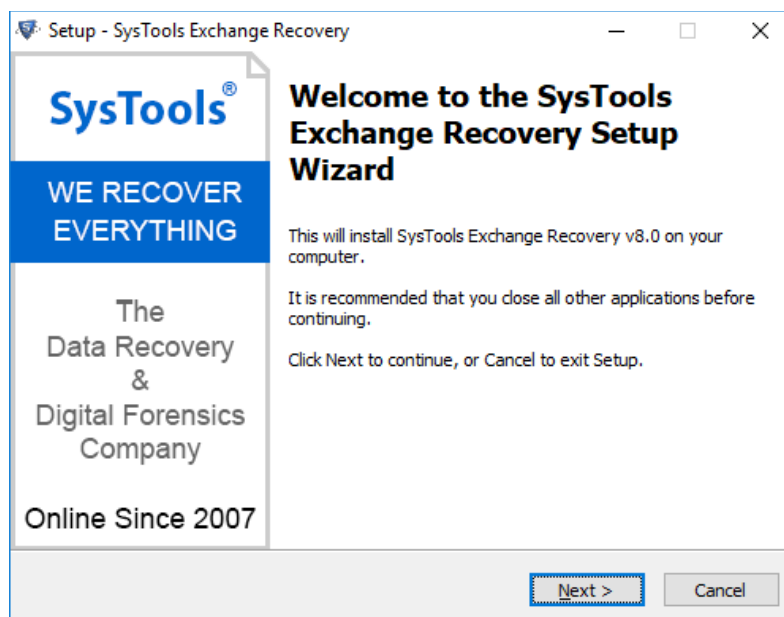 Setup - SysTools Exchange Recovery
SysTools®
WE RECOVER
EVERYTHING
The
Data Recovery
&
Digital Forensics
Company
Online Since 2007
Welcome to the SysTools
Exchange Recovery Setup
Wizard
This will install SysTools Exchange Recovery v8.0 on your
computer.
It is recommended that you close all other applications before
continuing.
Click Next to continue, or Cancel to exit Setup.
Next >
Cancel